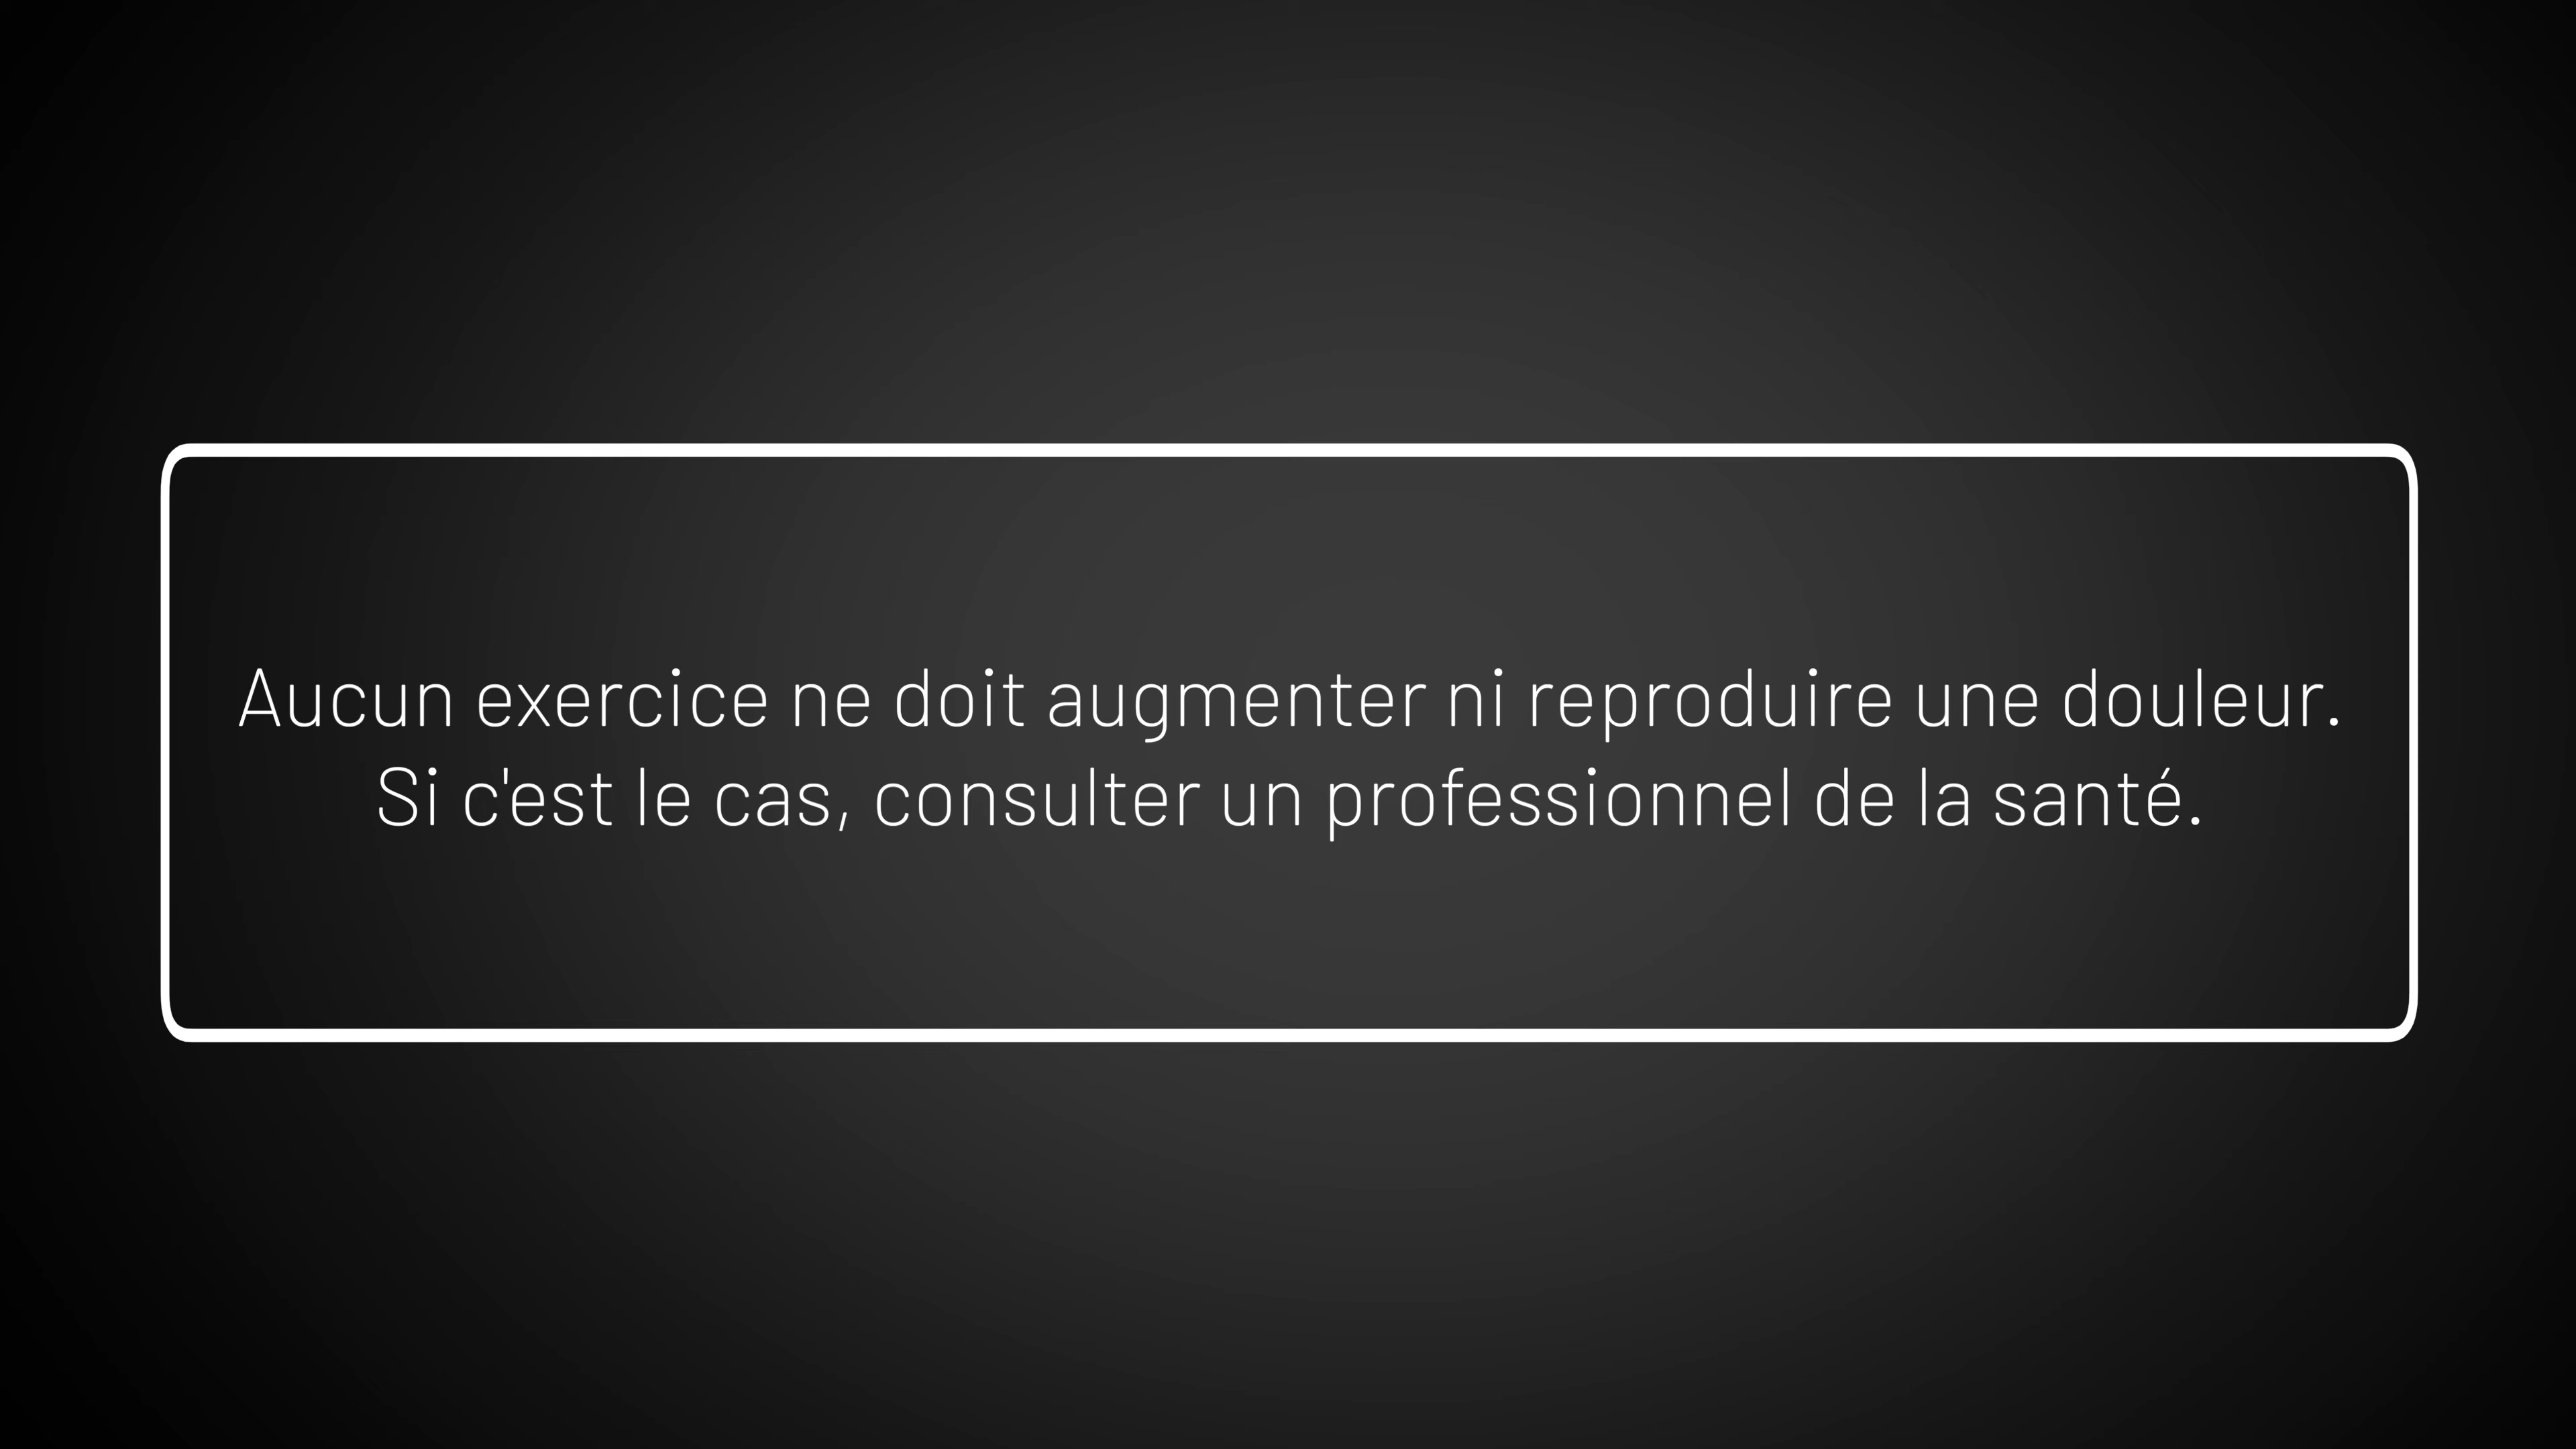 Aucun exercice ne doit augmenter ni reproduire une douleur.
Si c'est le cas, consulter un professionnel de la santé.